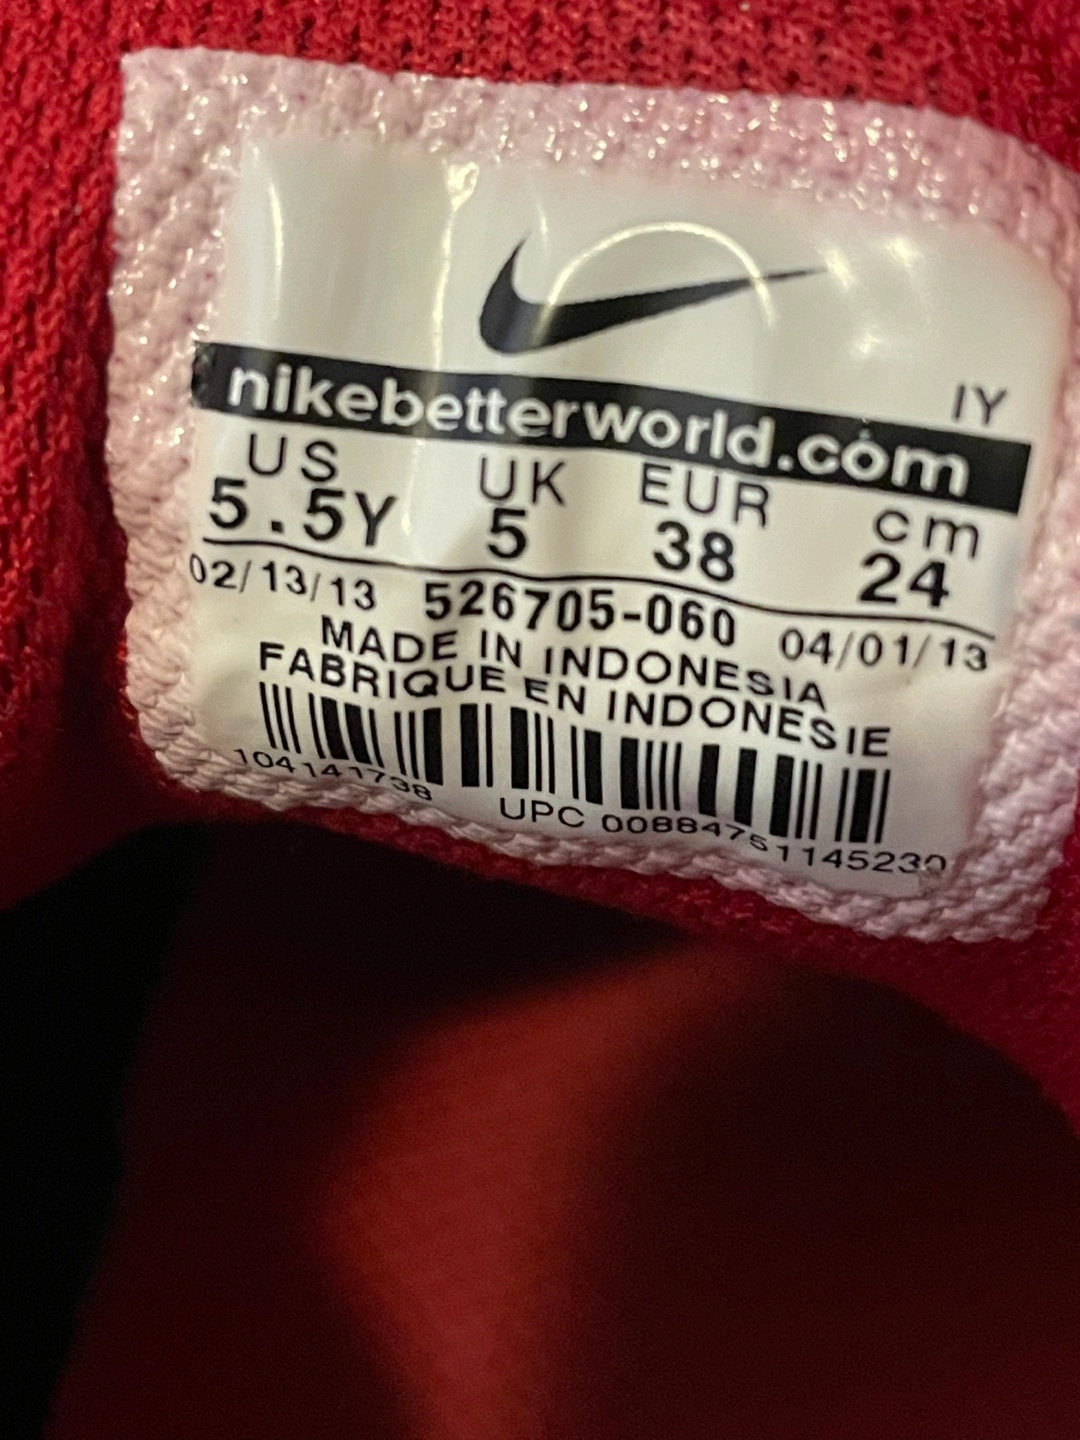 IY
nikebetterworld.com
US UK EUR cm
5.5Y 5 38 24
02/13/13 526705-060 04/01/13
MADE IN INDONESIA
FABRIQUE EN INDONESIE
104141738
UPC 00884751145230